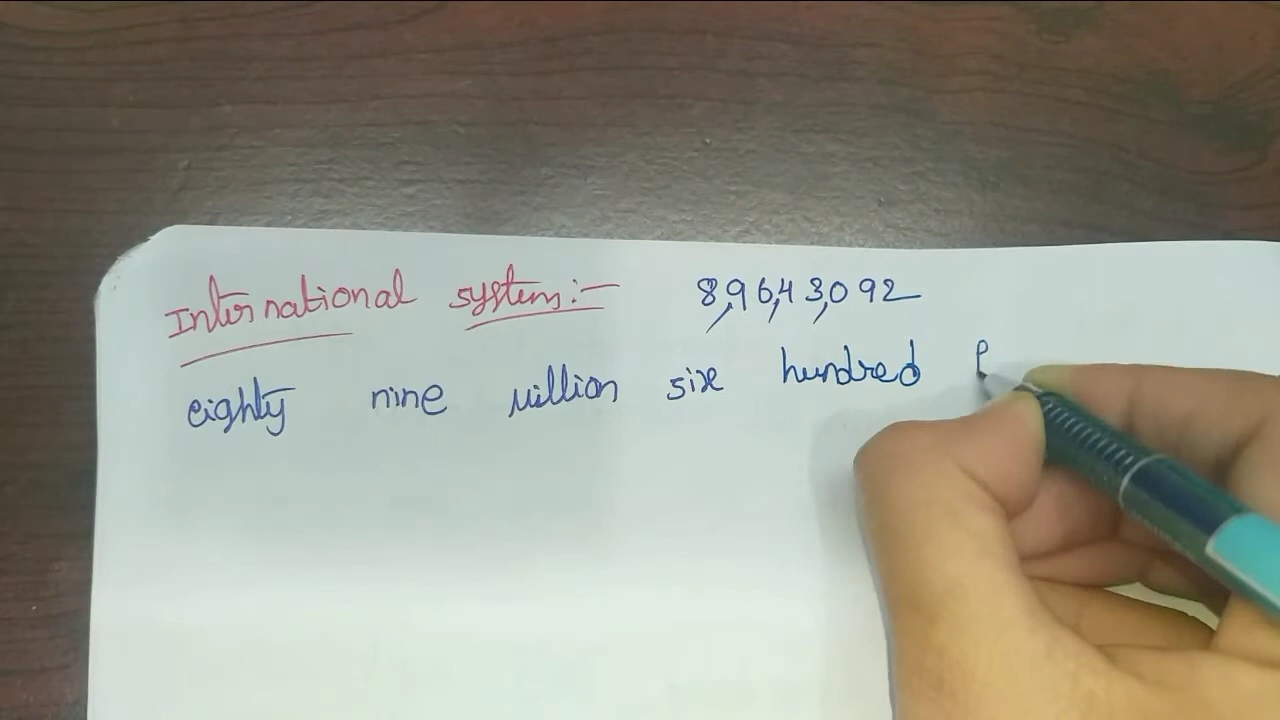 International system:- 8,96,43,092
eighty nine million six hundred